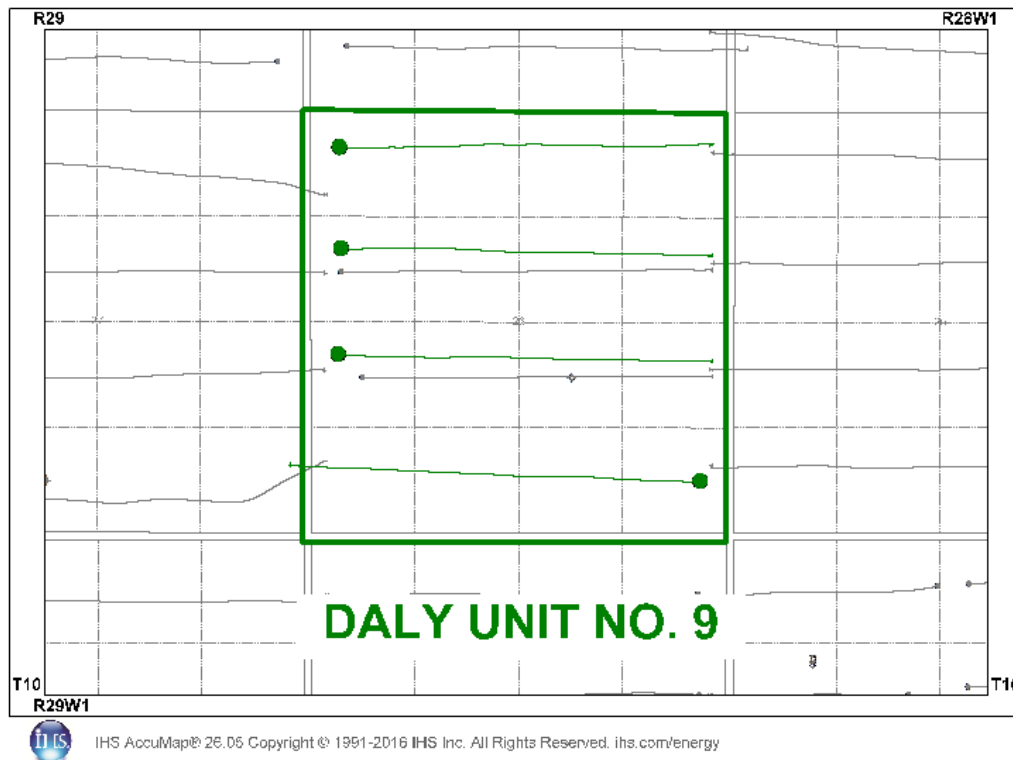 R29 R28W1
DALY UNIT NO. 9
T10 T10
R29W1
IHS AccuMap® 26.05 Copyright © 1991-2016 IHS Inc. All Rights Reserved. ihs.com/energy